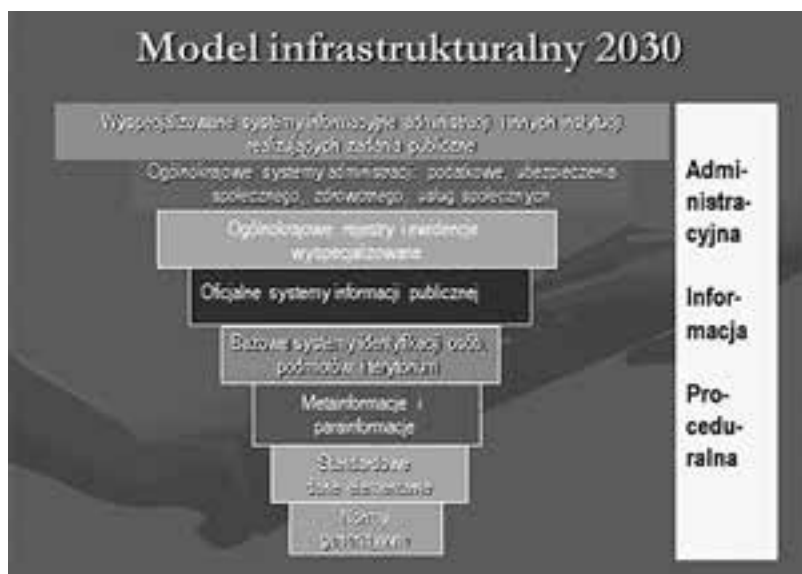 Model infrastrukturalny 2030
Wyspecjalizowane systemy informacyjne administracji i innych instytucji
realizujących zadania publiczne
Ogólnokrajowe systemy administracji: podatkowe, ubezpieczenia
społecznego, zdrowotnego, usług społecznych
Ogólnokrajowe rejestry i ewidencje
wyspecjalizowane
Oficjalne systemy informacji publicznej
Bazowe systemy identyfikacji osób,
podmiotów i terytorium
Metainformacje i
parainformacje
Standardowe
dane elementarne
Normy
Admi-
nistra-
cyjna
Infor-
macja
Pro-
cedu-
ralna